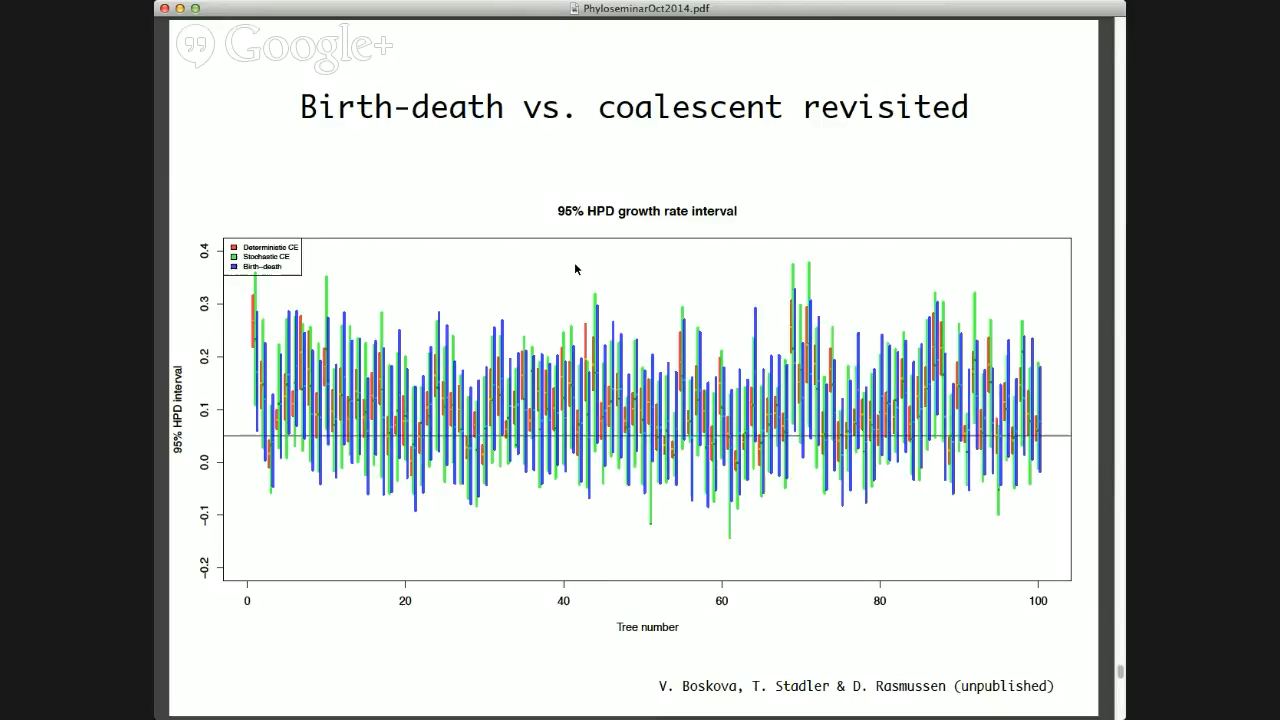 PhyloseminarOct2014.pdf
Google+
Birth-death vs. coalescent revisited
95% HPD growth rate interval
Deterministic CE
Stochastic CE
Birth-death
0.4
0.3
0.2
0.1
0.0
-0.1
-0.2
95% HPD interval
0 20 40 60 80 100
Tree number
V. Boskova, T. Stadler & D. Rasmussen (unpublished)